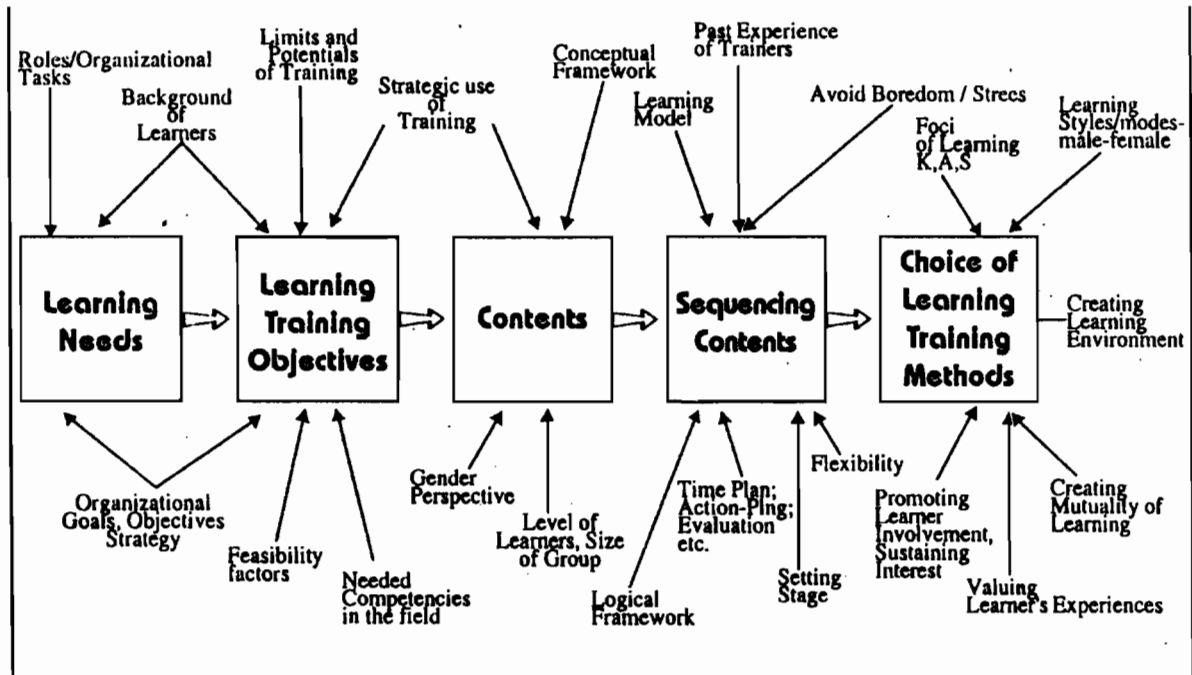 Roles/Organizational
Tasks
Background
of
Learners
Limits and
Potentials
of Training
Strategic use
of
Training
Conceptual
Framework
Learning
Model
Past Experience
of Trainers
Avoid Boredom / Strecs
Foci
of Learning
K,A,S
Learning
Styles/modes-
male-female
Learning
Needs
Learning
Training
Objectives
Contents
Sequencing
Contents
Choice of
Learning
Training
Methods
Creating
Learning
Environment
Organizational
Goals, Objectives
Strategy
Feasibility
factors
Needed
Competencies
in the field
Gender
Perspective
Level of
Learners, Size
of Group
Logical
Framework
Time Plan;
Action-Plng;
Evaluation
etc.
Setting
Stage
Flexibility
Promoting
Learner
Involvement,
Sustaining
Interest
Valuing
Learner's Experiences
Creating
Mutuality of
Learning